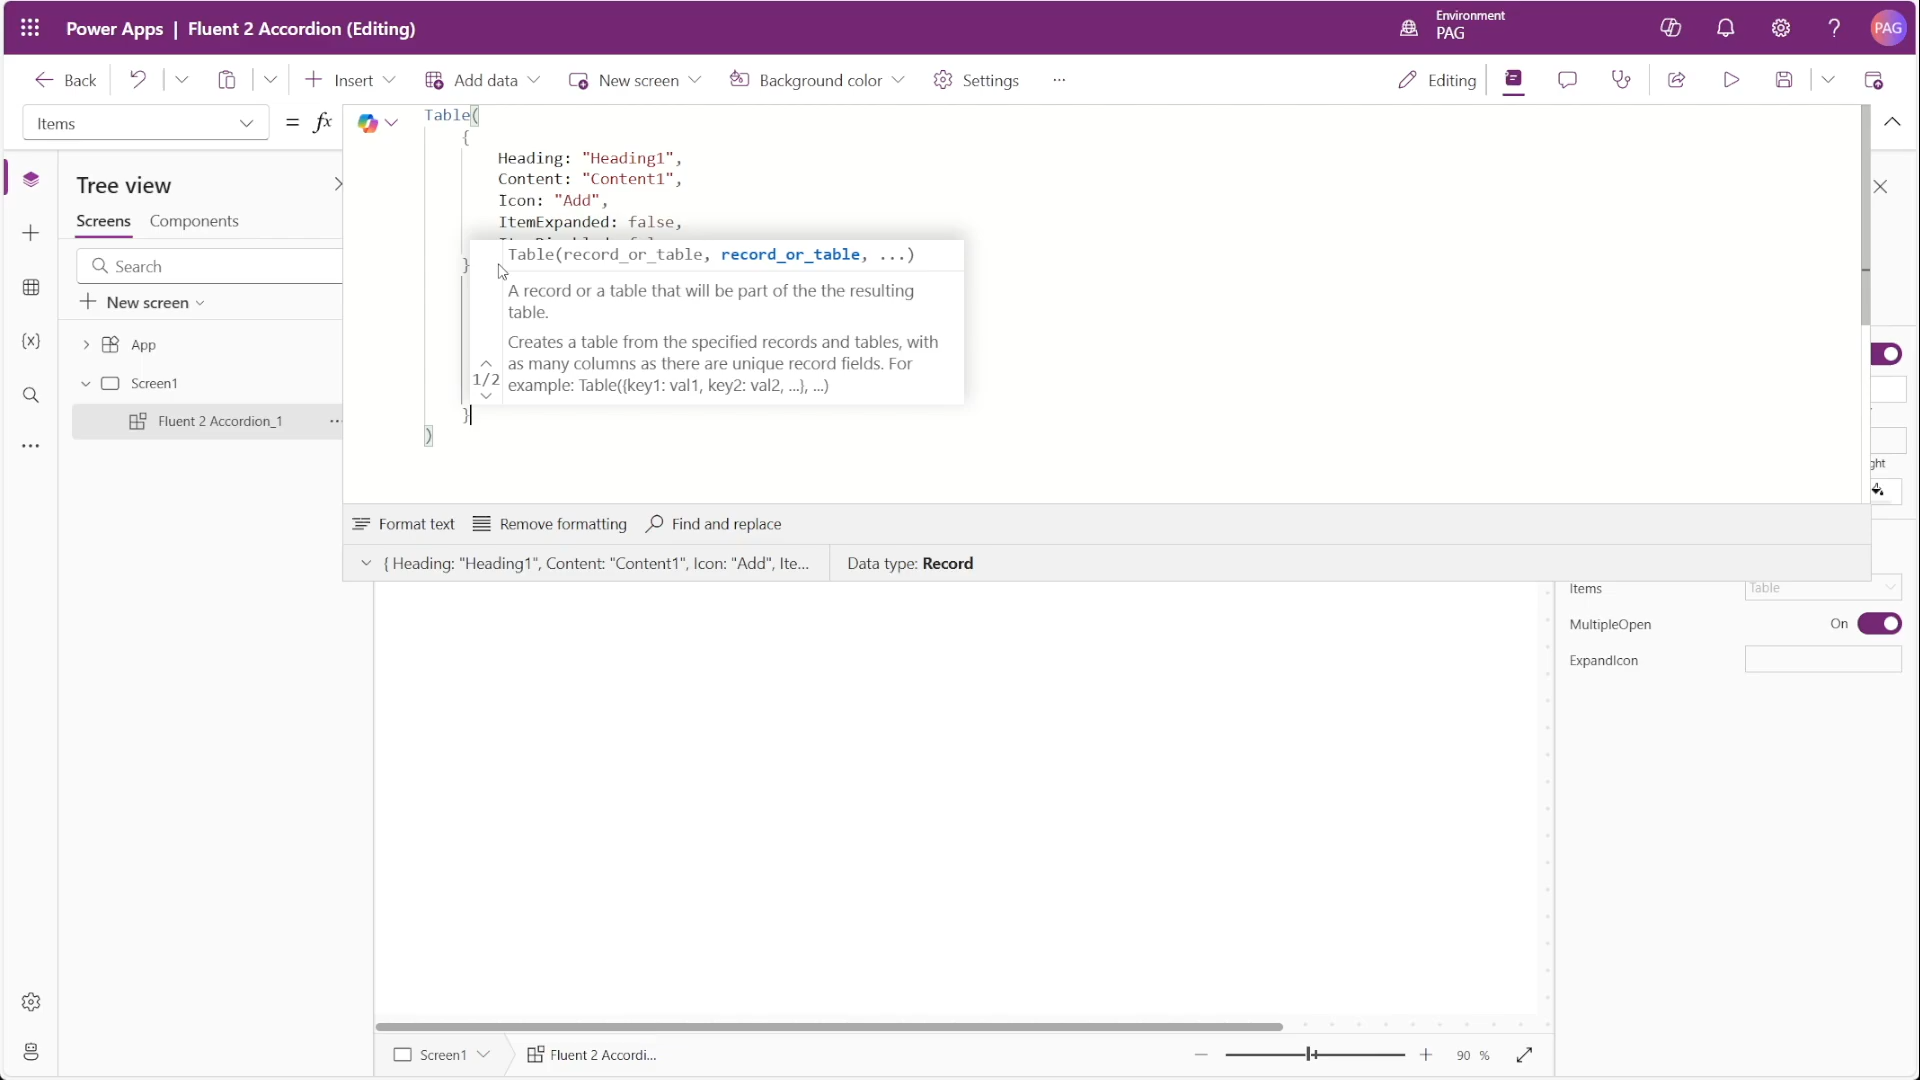 Power Apps | Fluent 2 Accordion (Editing)
Environment
PAG
PAG
Back
Insert
Add data
New screen
Background color
Settings
...
Editing
Items
= fx
Table(
{
Heading: "Heading1",
Content: "Content1",
Icon: "Add",
ItemExpanded: false,
}
Table(record_or_table, record_or_table, ...)
A record or a table that will be part of the the resulting
table.
Creates a table from the specified records and tables, with
as many columns as there are unique record fields. For
example: Table({key1: val1, key2: val2, ...}, ...)
1/2
}
)
Tree view
Screens
Components
Search
New screen
App
Screen1
Fluent 2 Accordion_1
...
Format text
Remove formatting
Find and replace
{ Heading: "Heading1", Content: "Content1", Icon: "Add", Ite...
Data type: Record
ght
Items
Table
MultipleOpen
On
ExpandIcon
Screen1
Fluent 2 Accordi...
90 %